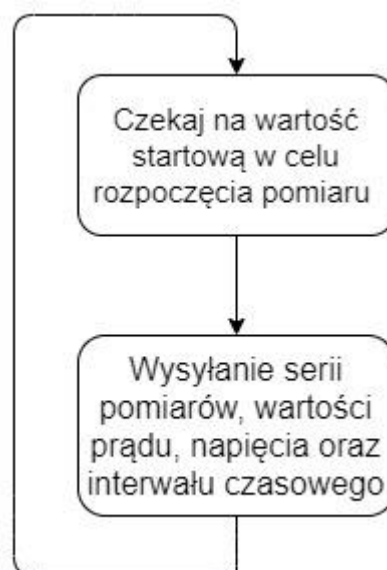 Czekaj na wartość
startową w celu
rozpoczęcia pomiaru
Wysyłanie serii
pomiarów, wartości
prądu, napięcia oraz
interwału czasowego